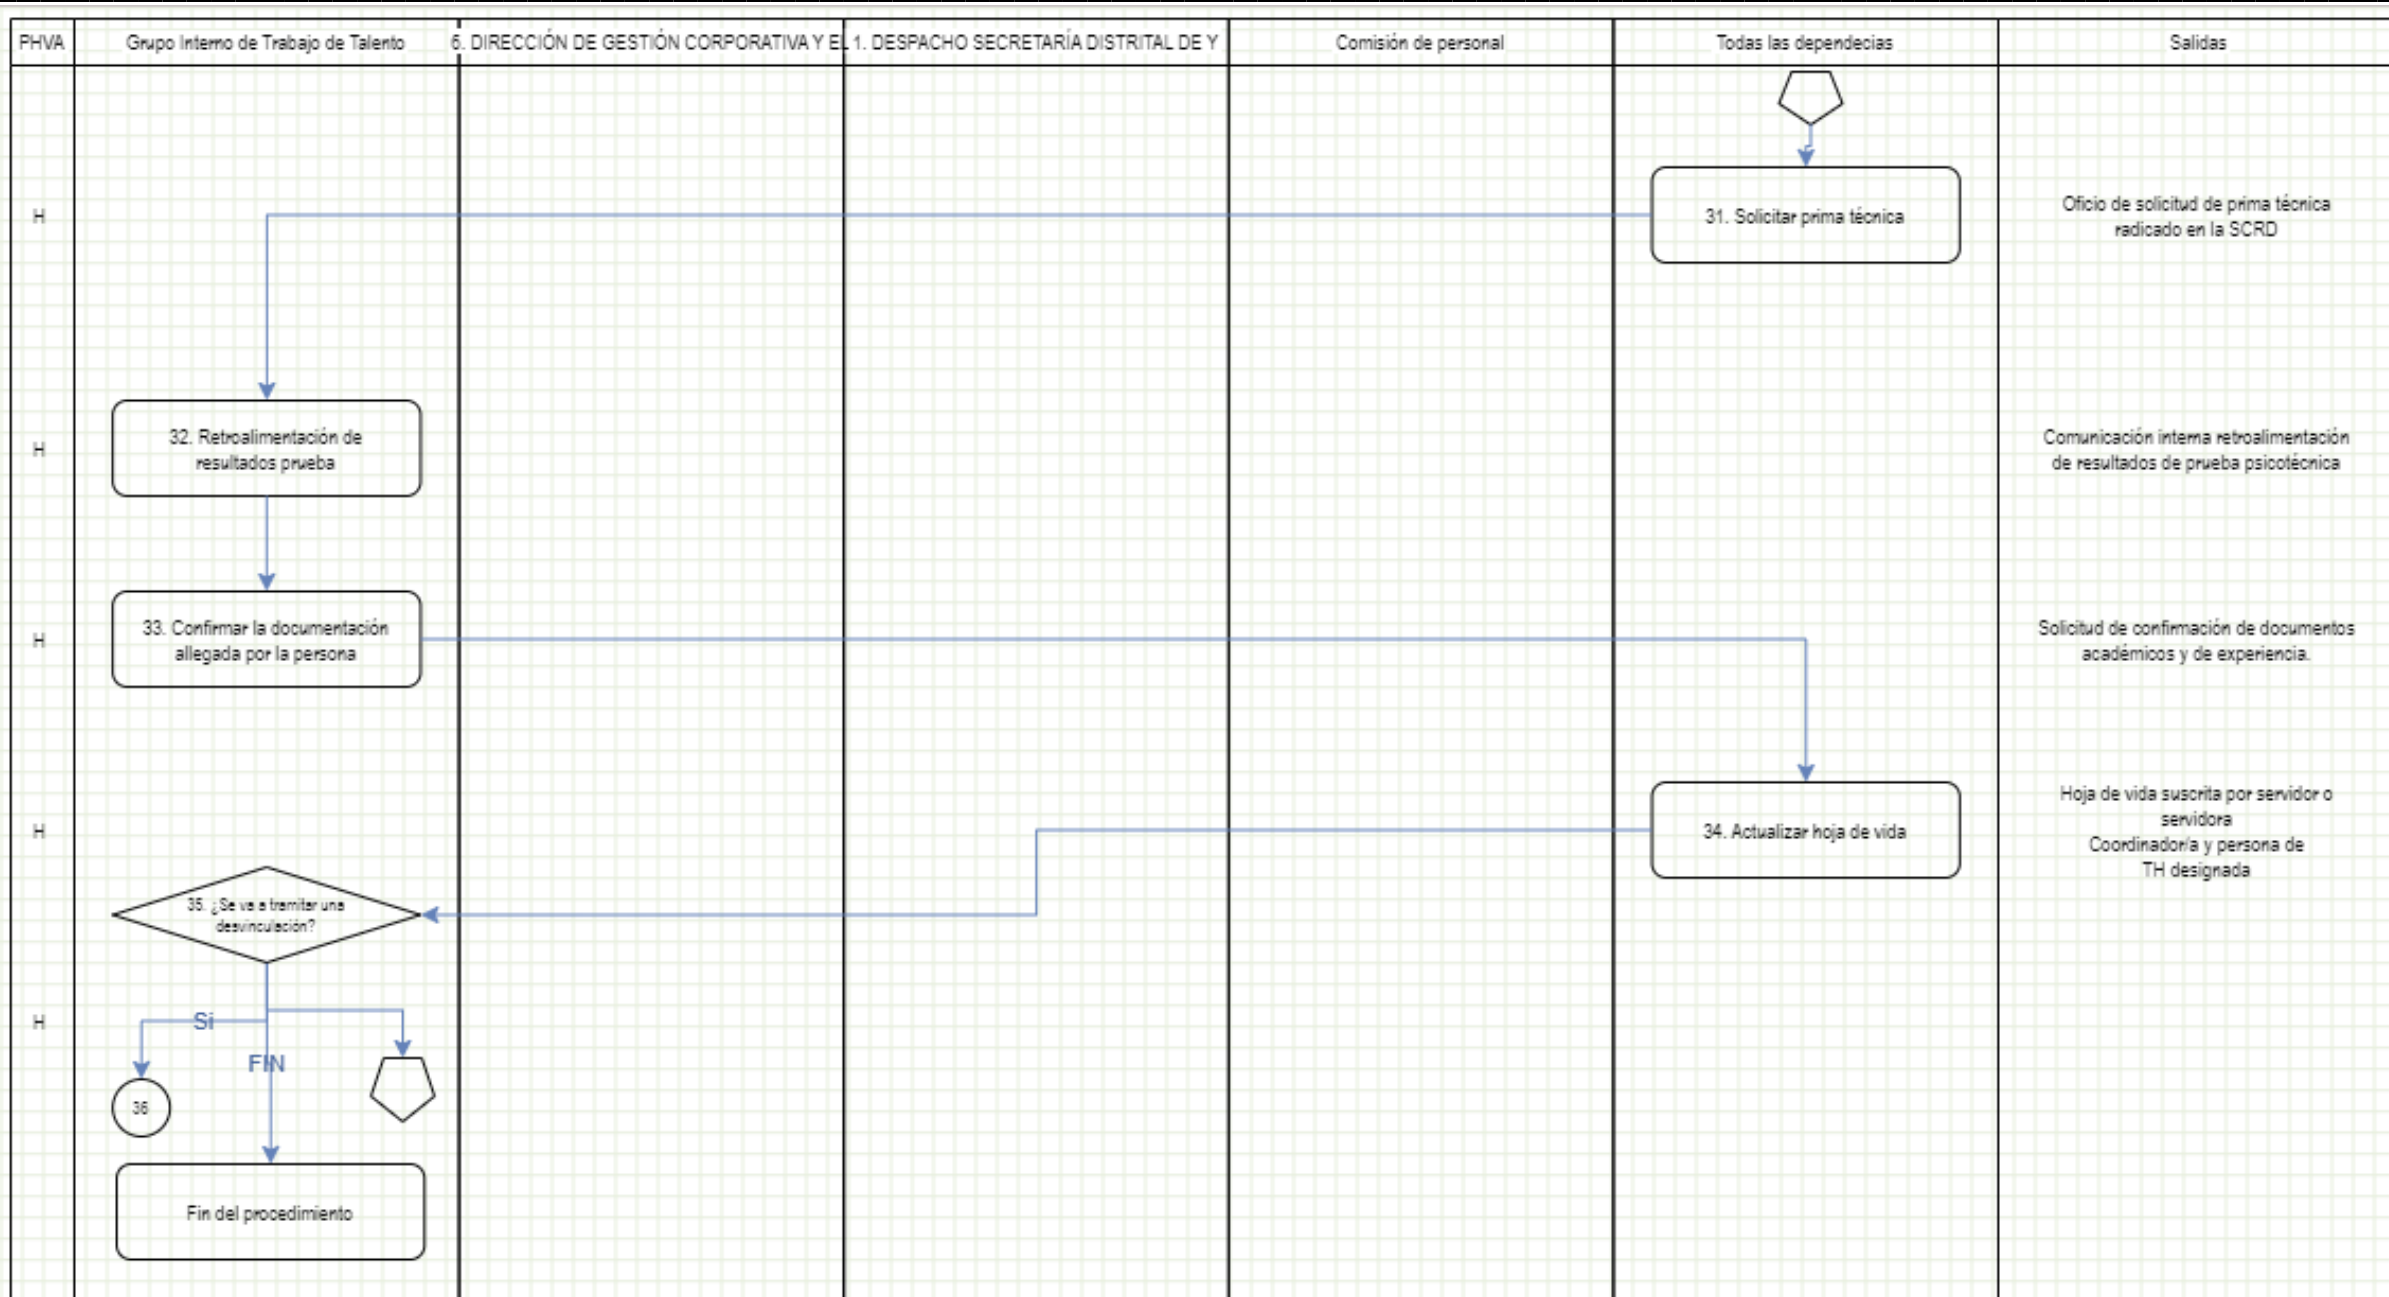 PHVA
Grupo Interno de Trabajo de Talento
6. DIRECCIÓN DE GESTIÓN CORPORATIVA Y EL
1. DESPACHO SECRETARÍA DISTRITAL DE Y
Comisión de personal
Todas las dependecias
Salidas
H
31. Solicitar prima técnica
Oficio de solicitud de prima técnica
radicado en la SCRD
H
32. Retroalimentación de
resultados prueba
Comunicación interna retroalimentación
de resultados de prueba psicotécnica
H
33. Confirmar la documentación
allegada por la persona
Solicitud de confirmación de documentos
académicos y de experiencia.
H
34. Actualizar hoja de vida
Hoja de vida suscrita por servidor o
servidora
Coordinador/a y persona de
TH designada
35. ¿Se va a tramitar una
desvinculación?
H
Si
FIN
36
Fin del procedimiento